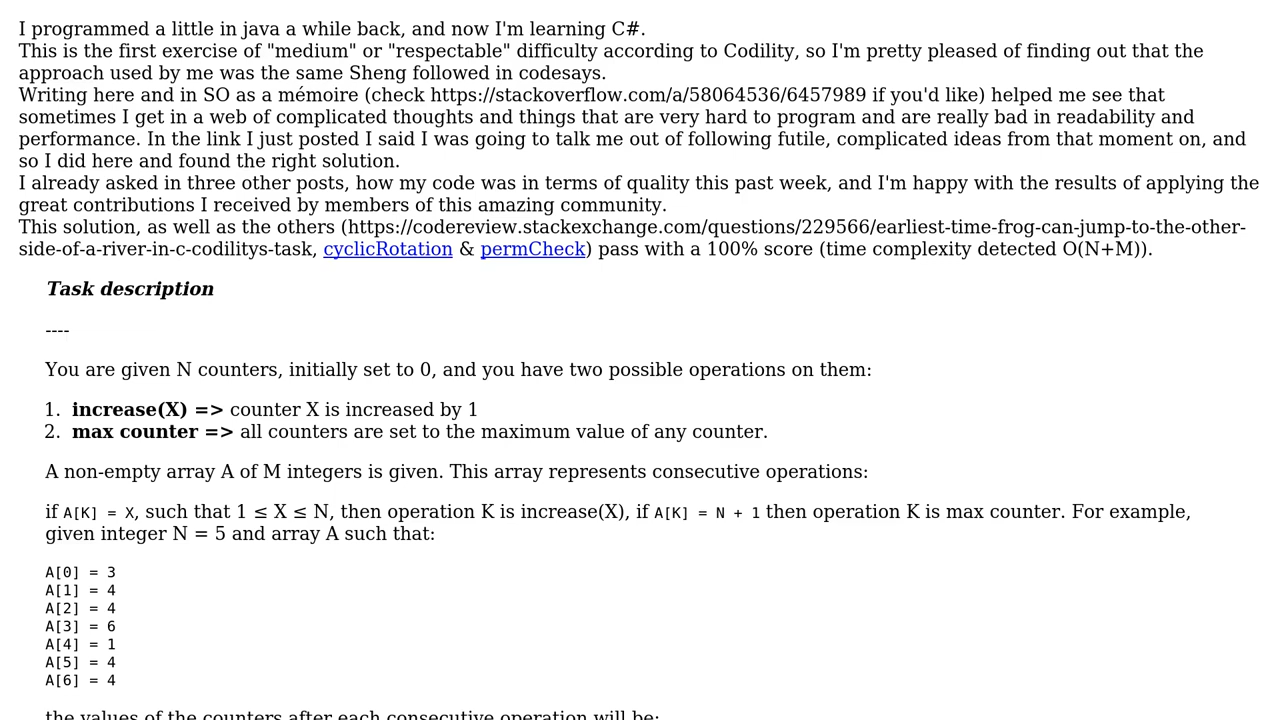 I programmed a little in java a while back, and now I'm learning C#.
This is the first exercise of "medium" or "respectable" difficulty according to Codility, so I'm pretty pleased of finding out that the
approach used by me was the same Sheng followed in codesays.
Writing here and in SO as a mémoire (check https://stackoverflow.com/a/58064536/6457989 if you'd like) helped me see that
sometimes I get in a web of complicated thoughts and things that are very hard to program and are really bad in readability and
performance. In the link I just posted I said I was going to talk me out of following futile, complicated ideas from that moment on, and
so I did here and found the right solution.
I already asked in three other posts, how my code was in terms of quality this past week, and I'm happy with the results of applying the
great contributions I received by members of this amazing community.
This solution, as well as the others (https://codereview.stackexchange.com/questions/229566/earliest-time-frog-can-jump-to-the-other-
side-of-a-river-in-c-codilitys-task, cyclicRotation & permCheck) pass with a 100% score (time complexity detected O(N+M)).
Task description
----
You are given N counters, initially set to 0, and you have two possible operations on them:
1. increase(X) => counter X is increased by 1
2. max counter => all counters are set to the maximum value of any counter.
A non-empty array A of M integers is given. This array represents consecutive operations:
if A[K] = X, such that 1 ≤ X ≤ N, then operation K is increase(X), if A[K] = N + 1 then operation K is max counter. For example,
given integer N = 5 and array A such that:
A[0] = 3
A[1] = 4
A[2] = 4
A[3] = 6
A[4] = 1
A[5] = 4
A[6] = 4
the values of the counters after each consecutive operation will be: